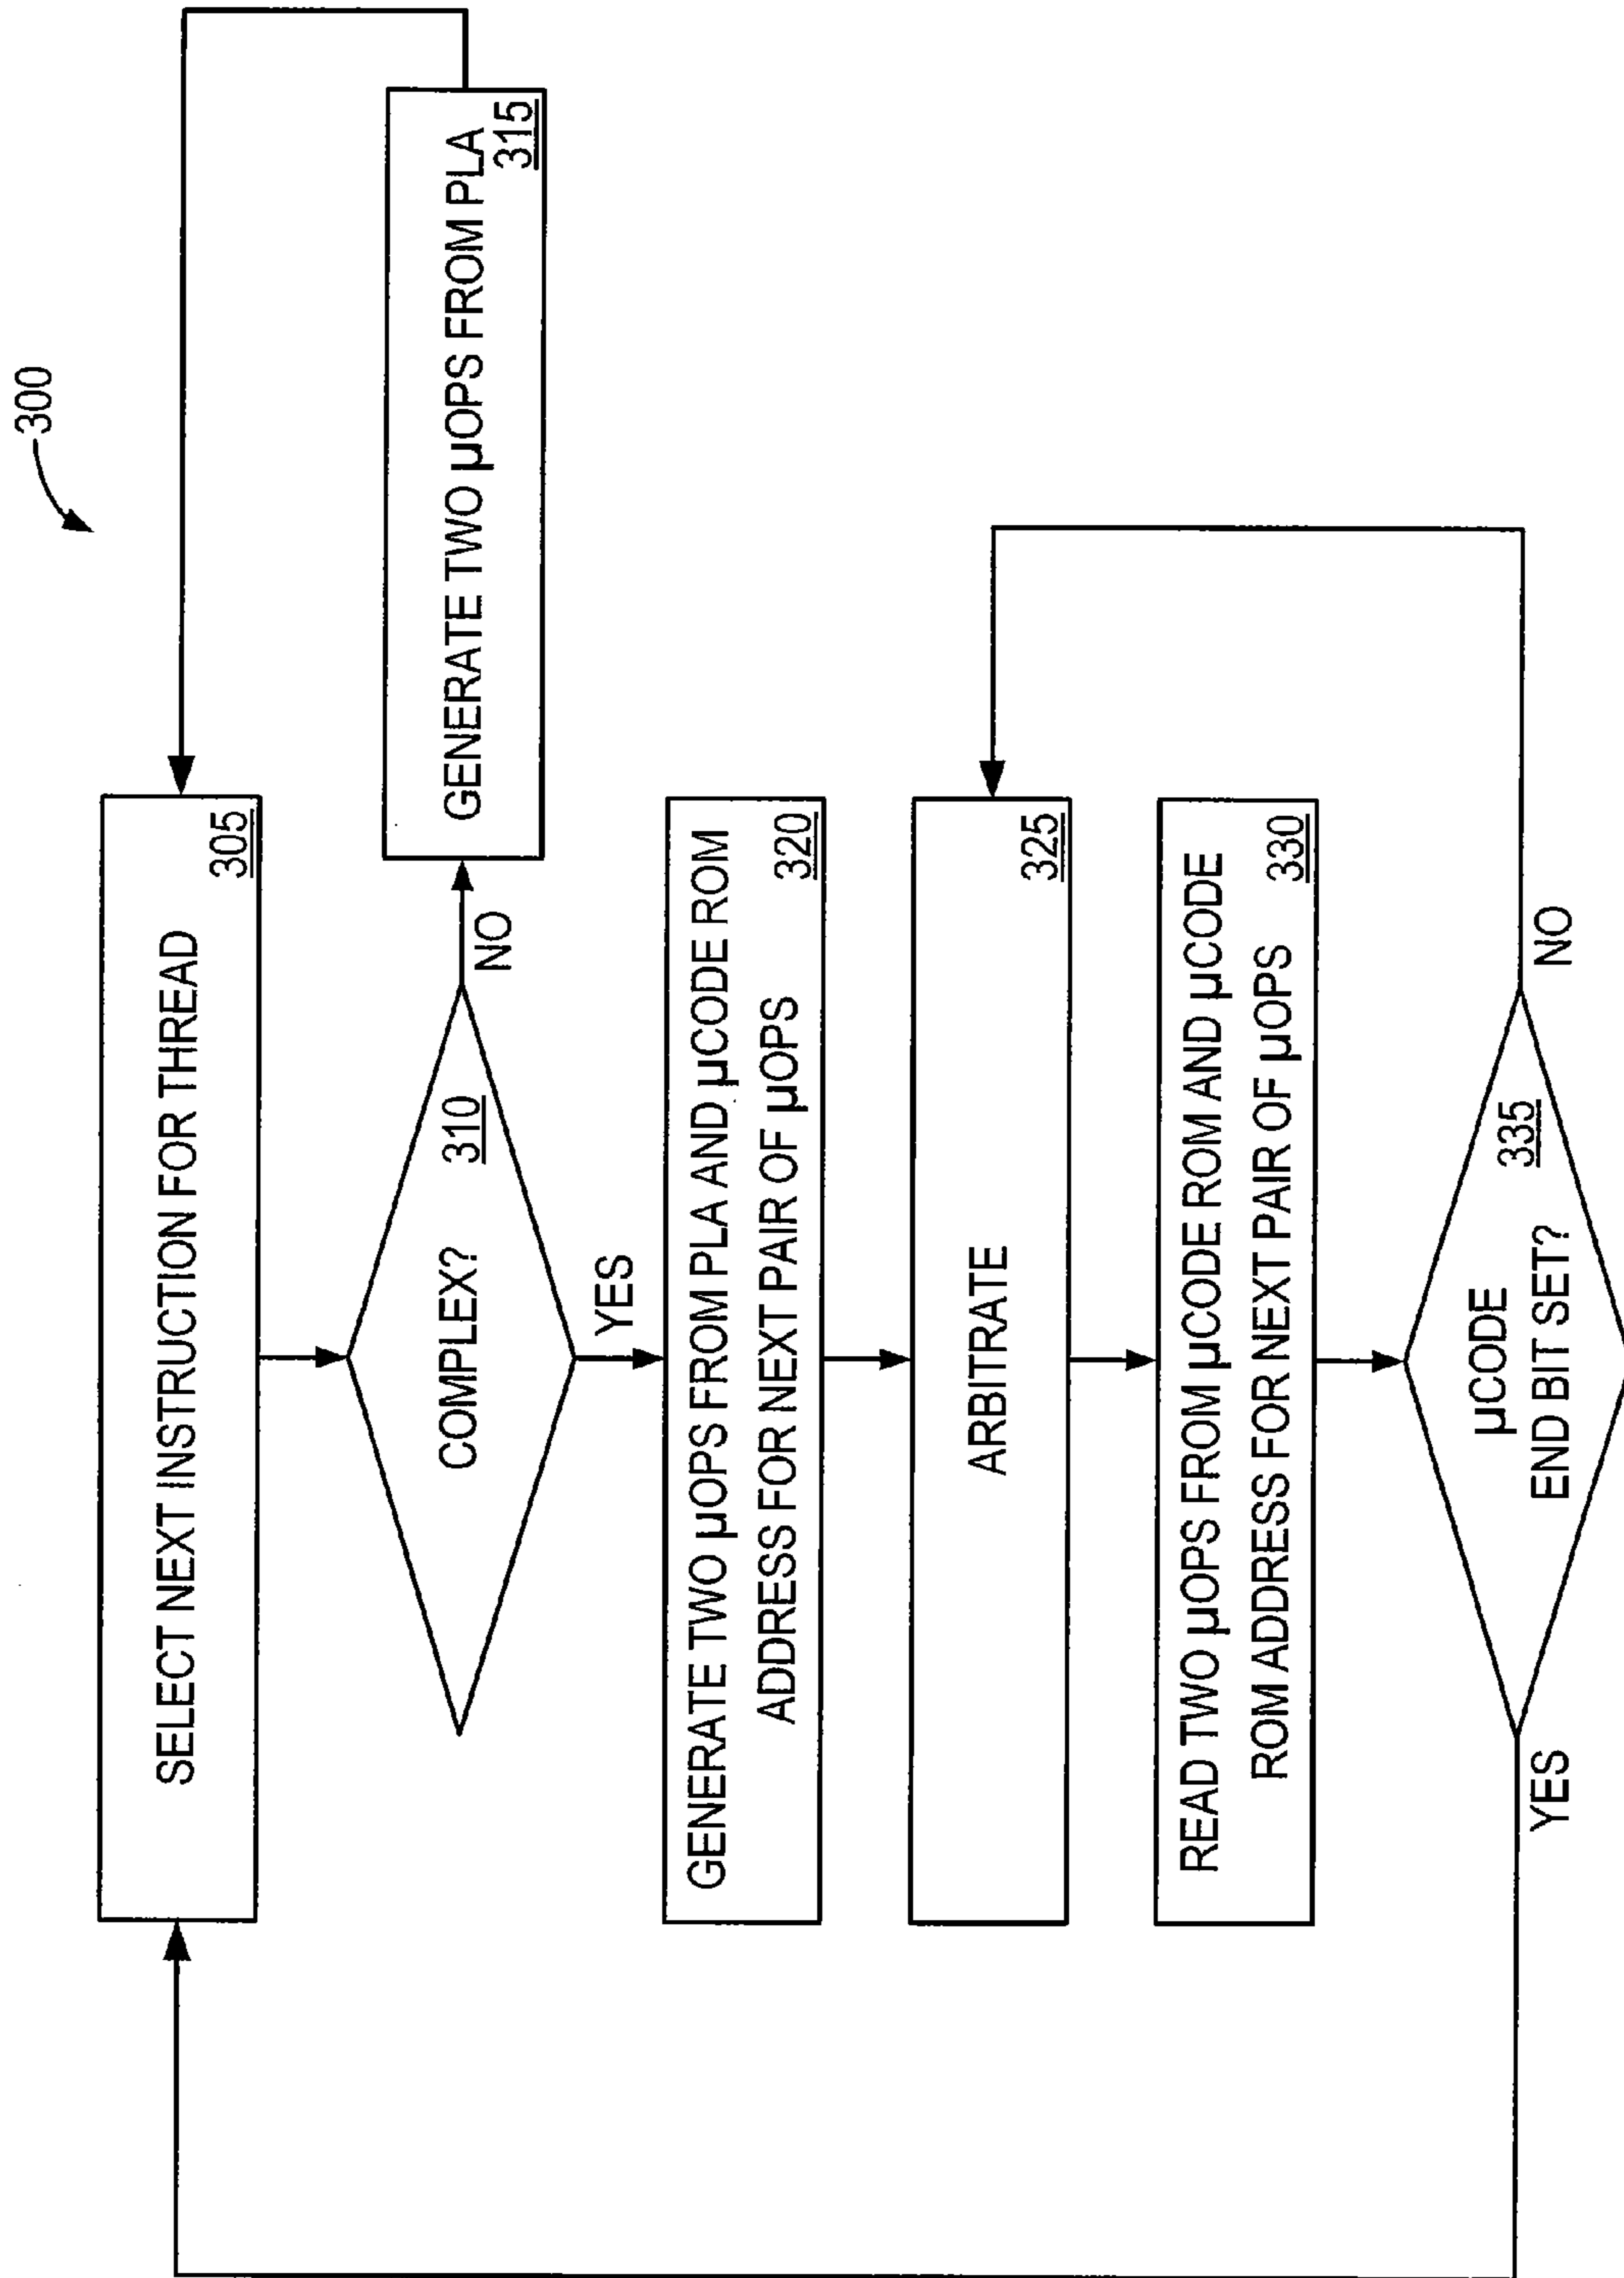 300
SELECT NEXT INSTRUCTION FOR THREAD
305
COMPLEX?
310
NO
YES
GENERATE TWO µOPS FROM PLA
315
GENERATE TWO µOPS FROM PLA AND µCODE ROM
ADDRESS FOR NEXT PAIR OF µOPS
320
ARBITRATE
325
READ TWO µOPS FROM µCODE ROM AND µCODE
ROM ADDRESS FOR NEXT PAIR OF µOPS
330
µCODE
END BIT SET?
335
YES
NO